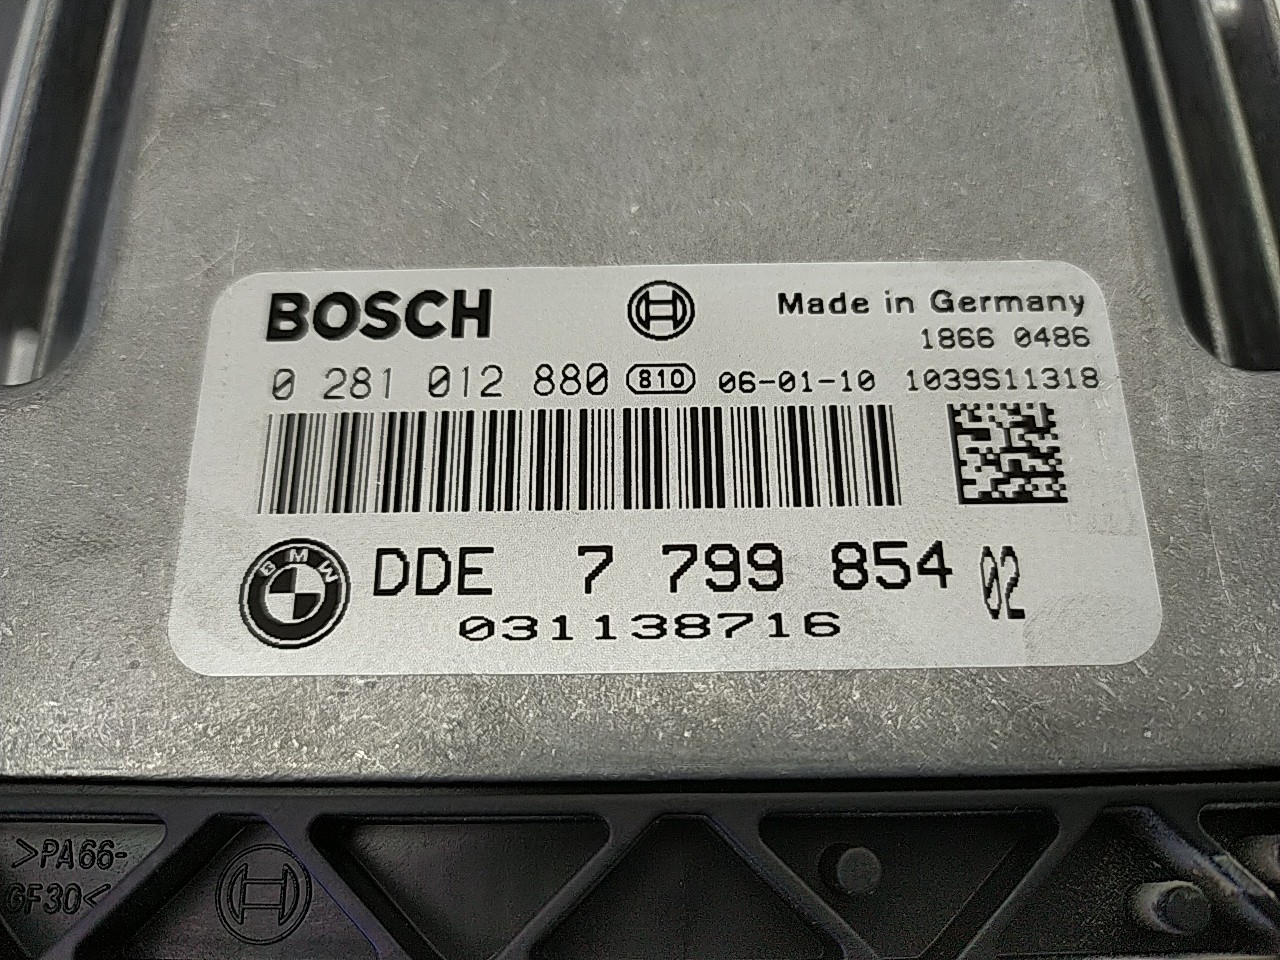 BOSCH
Made in Germany
1866 0486
0 281 012 880 810 06-01-10 1039S11318
BMW
DDE 7 799 854 02
031138716
>PA66-
GF30<